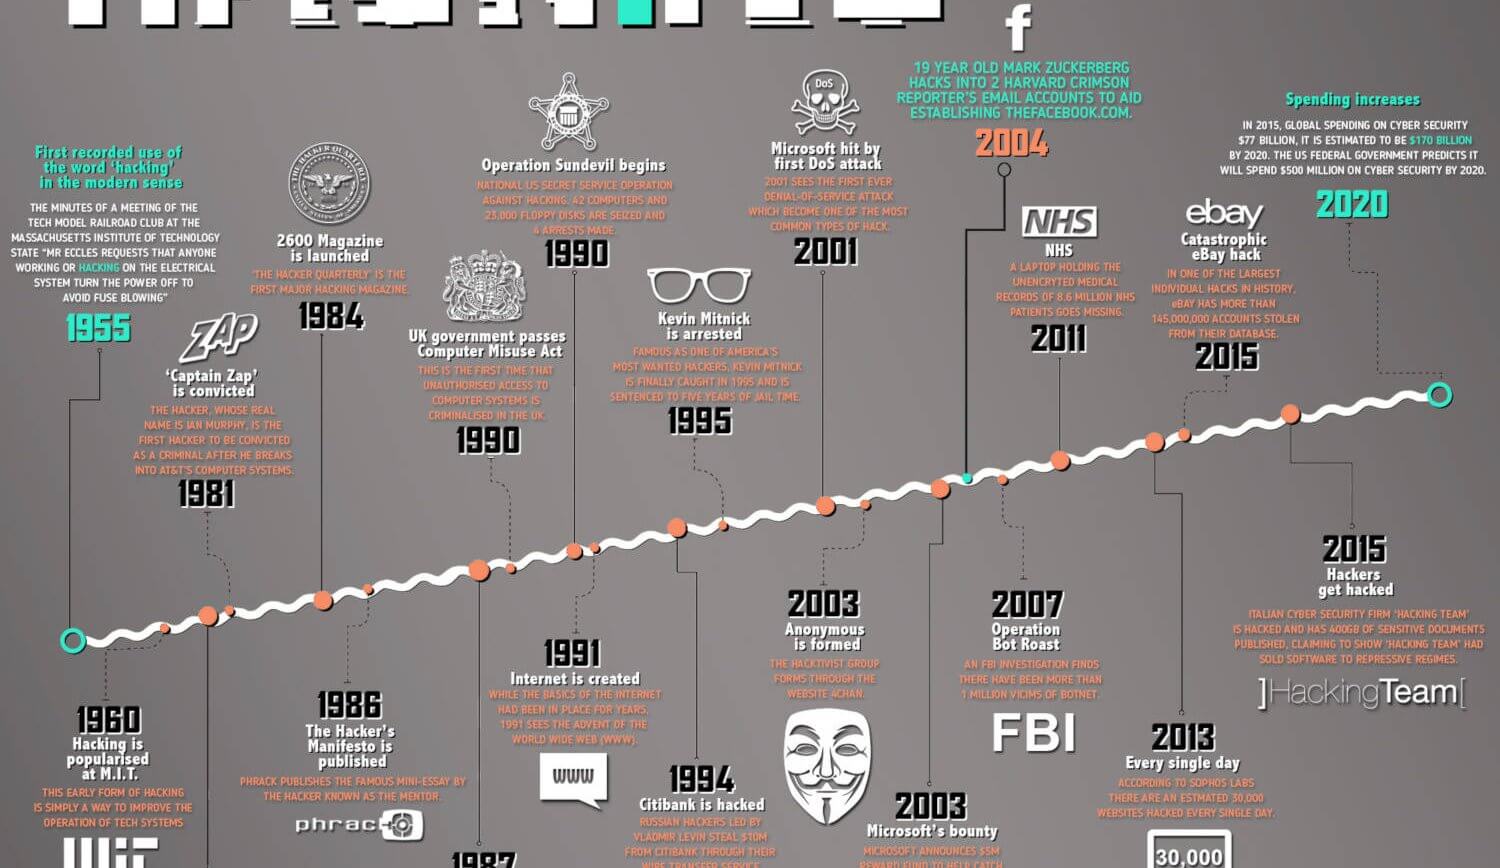 f
19 YEAR OLD MARK ZUCKERBERG
HACKS INTO 2 HARVARD CRIMSON
REPORTER'S EMAIL ACCOUNTS TO AID
ESTABLISHING THEFACEBOOK.COM.
2004
First recorded use of
the word 'hacking'
in the modern sense
THE MINUTES OF A MEETING OF THE
TECH MODEL RAILROAD CLUB AT THE
MASSACHUSETTS INSTITUTE OF TECHNOLOGY
STATE "MR ECCLES REQUESTS THAT ANYONE
WORKING OR HACKING ON THE ELECTRICAL
SYSTEM TURN THE POWER OFF TO
AVOID FUSE BLOWING"
1955
ZAP
'Captain Zap'
is convicted
THE HACKER, WHOSE REAL
NAME IS IAN MURPHY, IS THE
FIRST HACKER TO BE CONVICTED
AS A CRIMINAL AFTER HE BREAKS
INTO AT&T'S COMPUTER SYSTEMS.
1981
THE HACKER QUARTERLY
2600 Magazine
is launched
'THE HACKER QUARTERLY' IS THE
FIRST MAJOR HACKING MAGAZINE.
1984
UK government passes
Computer Misuse Act
THIS IS THE FIRST TIME THAT
UNAUTHORISED ACCESS TO
COMPUTER SYSTEMS IS
CRIMINALISED IN THE UK.
1990
Operation Sundevil begins
NATIONAL US SECRET SERVICE OPERATION
AGAINST HACKING. 42 COMPUTERS AND
23,000 FLOPPY DISKS ARE SEIZED AND
4 ARRESTS MADE.
1990
Kevin Mitnick
is arrested
FAMOUS AS ONE OF AMERICA'S
MOST WANTED HACKERS, KEVIN MITNICK
IS FINALLY CAUGHT IN 1995 AND IS
SENTENCED TO FIVE YEARS OF JAIL TIME.
1995
DoS
Microsoft hit by
first DoS attack
2001 SEES THE FIRST EVER
DENIAL-OF-SERVICE ATTACK
WHICH BECOME ONE OF THE MOST
COMMON TYPES OF HACK.
2001
NHS
NHS
A LAPTOP HOLDING THE
UNENCRYTED MEDICAL
RECORDS OF 8.6 MILLION NHS
PATIENTS GOES MISSING.
2011
ebay
Catastrophic
eBay hack
IN ONE OF THE LARGEST
INDIVIDUAL HACKS IN HISTORY,
eBAY HAS MORE THAN
145,000,000 ACCOUNTS STOLEN
FROM THEIR DATABASE.
2015
Spending increases
IN 2015, GLOBAL SPENDING ON CYBER SECURITY
$77 BILLION, IT IS ESTIMATED TO BE $170 BILLION
BY 2020. THE US FEDERAL GOVERNMENT PREDICTS IT
WILL SPEND $500 MILLION ON CYBER SECURITY BY 2020.
2020
1960
Hacking is
popularised
at M.I.T.
THIS EARLY FORM OF HACKING
IS SIMPLY A WAY TO IMPROVE THE
OPERATION OF TECH SYSTEMS
MIT
1986
The Hacker's
Manifesto is
published
PHRACK PUBLISHES THE FAMOUS MINI-ESSAY BY
THE HACKER KNOWN AS THE MENTOR.
phrack
1987
1991
Internet is created
WHILE THE BASICS OF THE INTERNET
HAD BEEN IN PLACE FOR YEARS,
1991 SEES THE ADVENT OF THE
WORLD WIDE WEB (WWW).
WWW
1994
Citibank is hacked
RUSSIAN HACKERS LED BY
VLADMIR LEVIN STEAL $10M
FROM CITIBANK THROUGH THEIR
WIRE TRANSFER SERVICE
2003
Anonymous
is formed
THE HACKTIVIST GROUP
FORMS THROUGH THE
WEBSITE 4CHAN.
2003
Microsoft's bounty
MICROSOFT ANNOUNCES $5M
REWARD FUND TO HELP CATCH
2007
Operation
Bot Roast
AN FBI INVESTIGATION FINDS
THERE HAVE BEEN MORE THAN
1 MILLION VICIMS OF BOTNET.
FBI
2013
Every single day
ACCORDING TO SOPHOS LABS
THERE ARE AN ESTMATED 30,000
WEBSITES HACKED EVERY SINGLE DAY.
30,000
2015
Hackers
get hacked
ITALIAN CYBER SECURITY FIRM 'HACKING TEAM'
IS HACKED AND HAS 400GB OF SENSITIVE DOCUMENTS
PUBLISHED, CLAIMING TO SHOW 'HACKING TEAM' HAD
SOLD SOFTWARE TO REPRESSIVE REGIMES.
]HackingTeam[